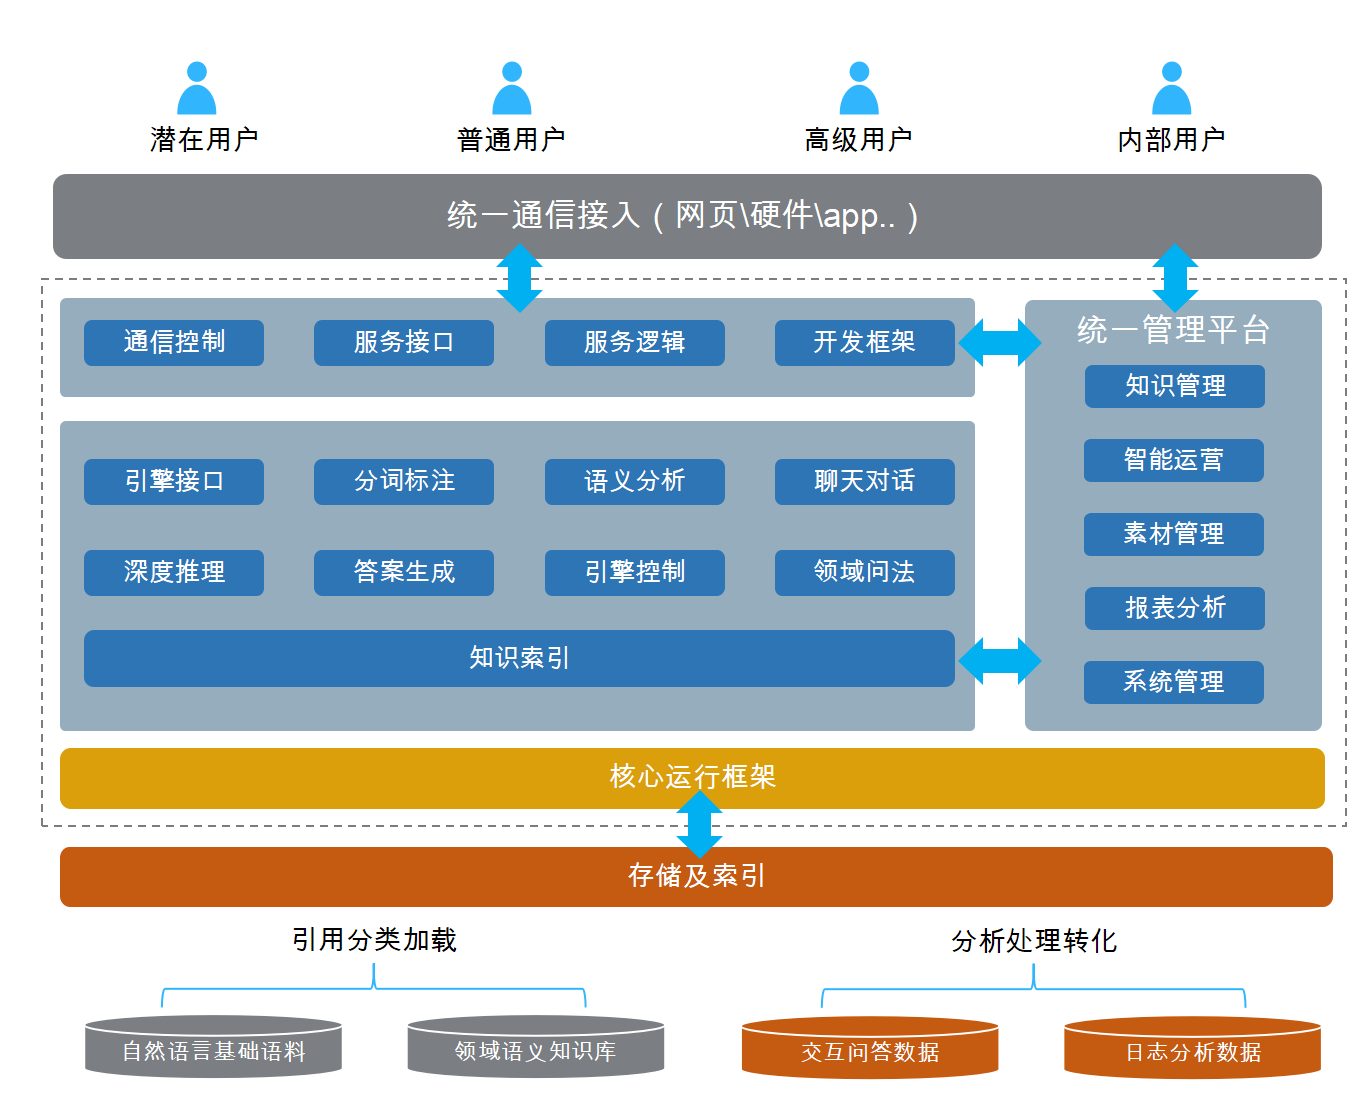 潜在用户
普通用户
高级用户
内部用户
统一通信接入（网页\硬件\app..）
通信控制
服务接口
服务逻辑
开发框架
引擎接口
分词标注
语义分析
聊天对话
深度推理
答案生成
引擎控制
领域问法
知识索引
统一管理平台
知识管理
智能运营
素材管理
报表分析
系统管理
核心运行框架
存储及索引
引用分类加载
分析处理转化
自然语言基础语料
领域语义知识库
交互问答数据
日志分析数据